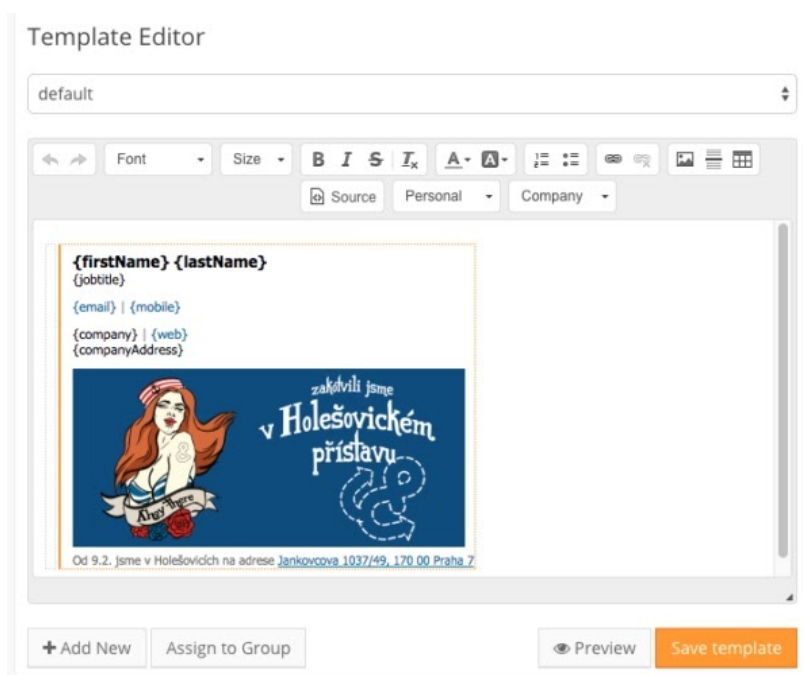 Template Editor
default
Font Size B I S Ix A A
Source Personal Company
{firstName} {lastName}
{jobtitle}
{email} | {mobile}
{company} | {web}
{companyAddress}
zakotvili jsme
v Holešovickém
přístavu
&
Ahoy There
Od 9.2. jsme v Holešovicích na adrese Jankovcova 1037/49, 170 00 Praha 7
+ Add New Assign to Group Preview Save template